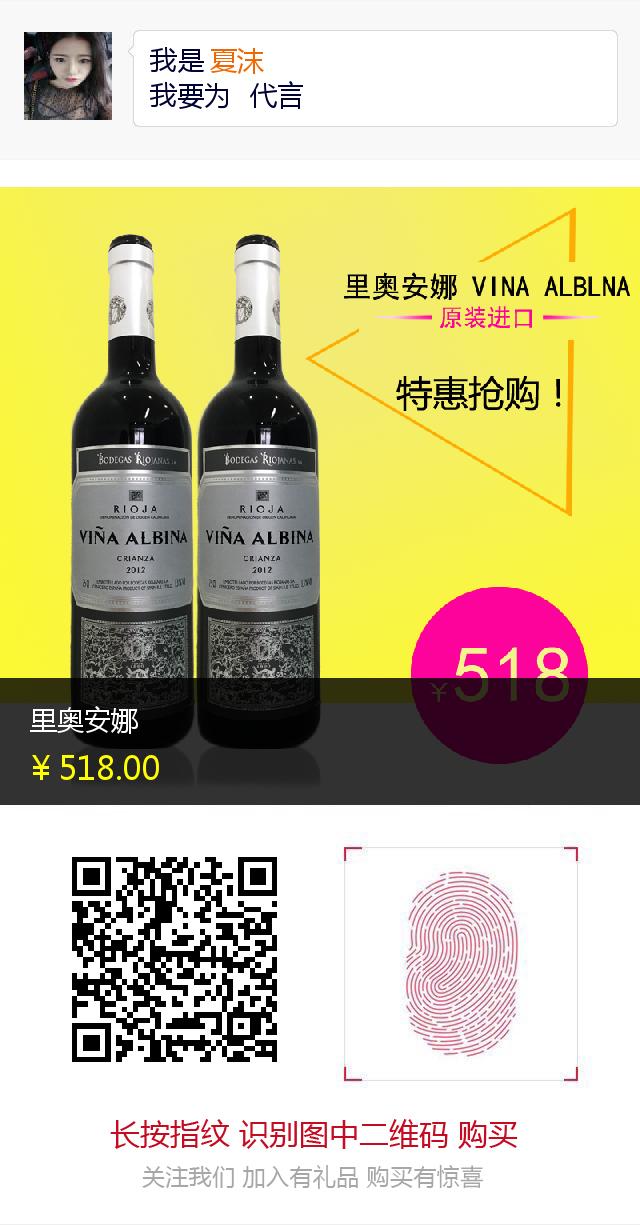 我是 夏沫
我要为 代言
里奥安娜 VINA ALBLNA
原装进口
特惠抢购！
BODEGAS RIOJANAS
BODEGAS RIOJANAS
RIOJA
RIOJA
VIÑA ALBINA
VIÑA ALBINA
CRIANZA
CRIANZA
2012
2012
¥518
里奥安娜
¥ 518.00
长按指纹 识别图中二维码 购买
关注我们 加入有礼品 购买有惊喜